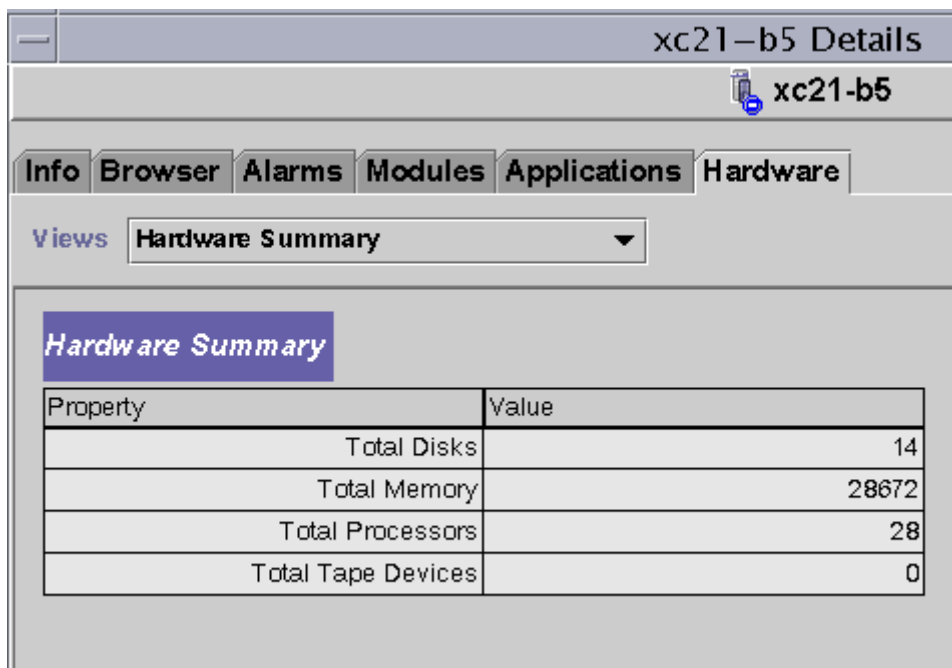 xc21–b5 Details
xc21-b5
Info Browser Alarms Modules Applications Hardware
Views Hardware Summary
Hardware Summary
Property Value
Total Disks 14
Total Memory 28672
Total Processors 28
Total Tape Devices 0